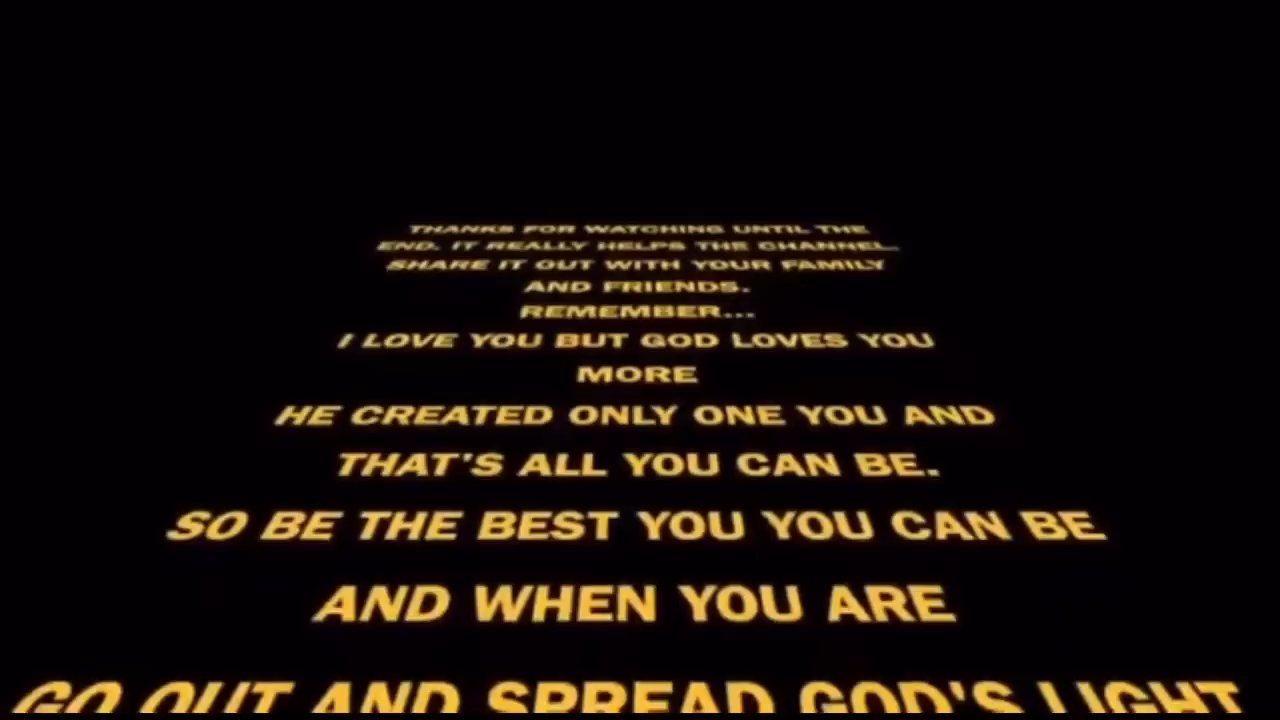 THANKS FOR WATCHING UNTIL THE
END. IT REALLY HELPS THE CHANNEL.
SHARE IT OUT WITH YOUR FAMILY
AND FRIENDS.
REMEMBER...
I LOVE YOU BUT GOD LOVES YOU
MORE
HE CREATED ONLY ONE YOU AND
THAT'S ALL YOU CAN BE.
SO BE THE BEST YOU YOU CAN BE
AND WHEN YOU ARE
GO OUT AND SPREAD GOD'S LIGHT